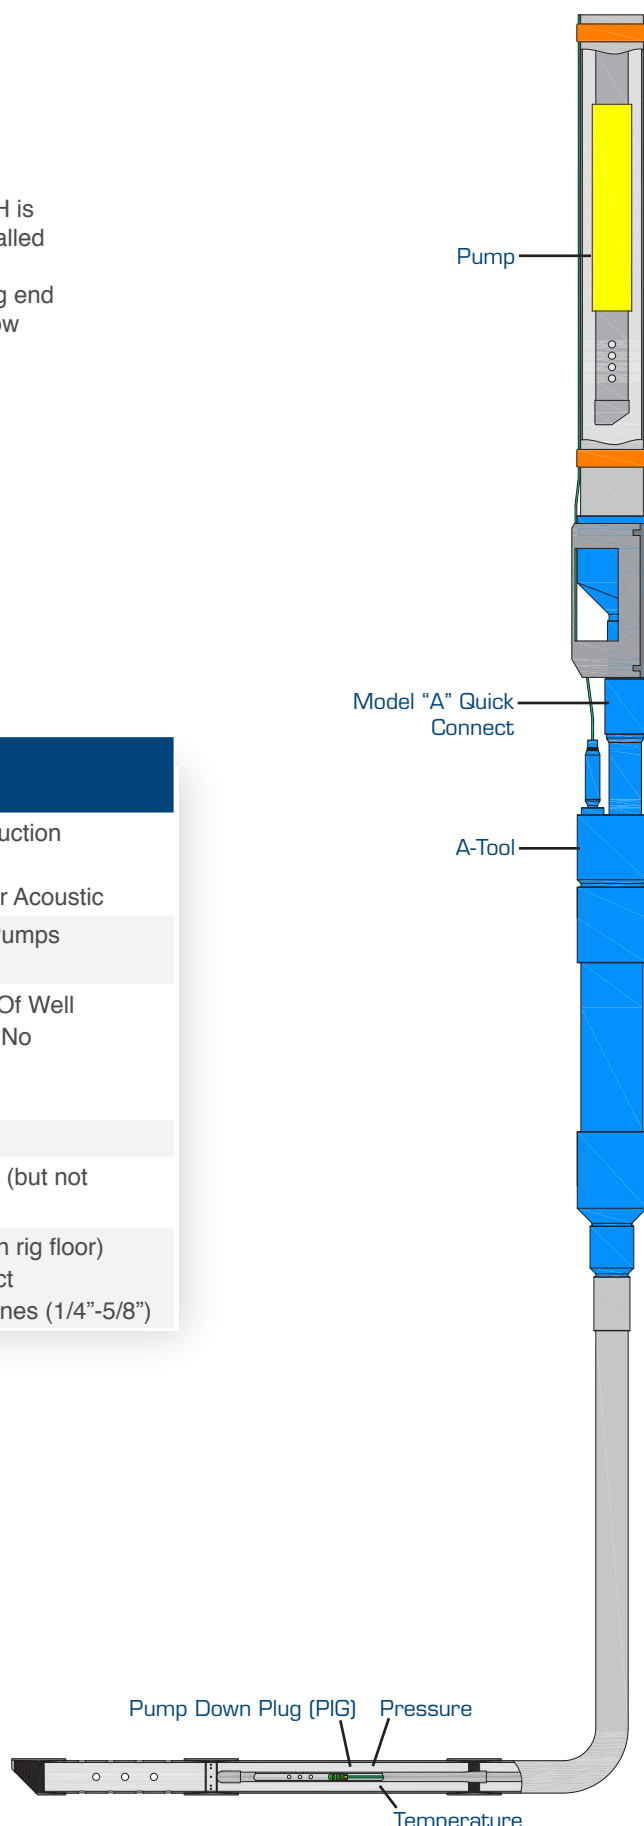 H is
alled
g end
ow
Pump
Model “A” Quick
Connect
A-Tool
uction
r Acoustic
Pumps
Of Well
No
(but not
n rig floor)
ct
nes (1/4”-5/8”)
Pump Down Plug (PIG) Pressure
Temperature